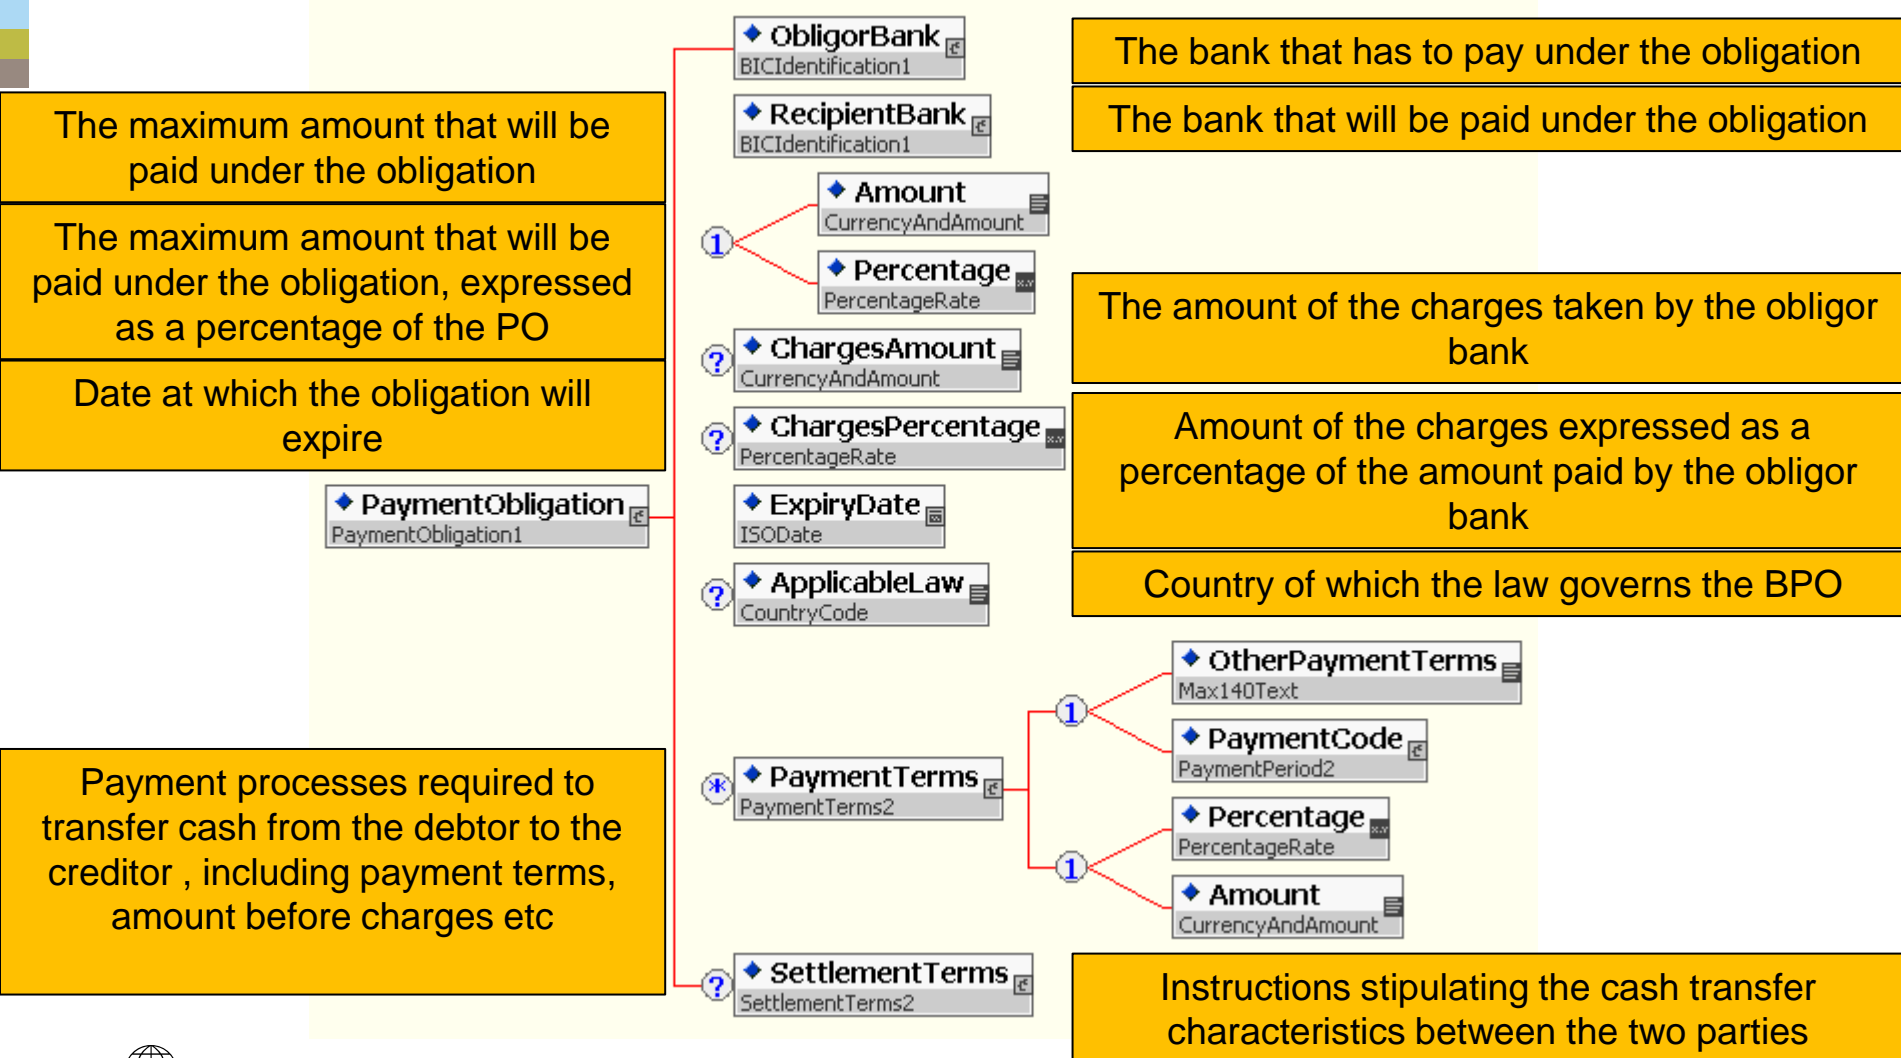 ObligorBank
BICIdentification1
The bank that has to pay under the obligation
RecipientBank
BICIdentification1
The bank that will be paid under the obligation
The maximum amount that will be
paid under the obligation
1
Amount
CurrencyAndAmount
Percentage
PercentageRate
The maximum amount that will be
paid under the obligation, expressed
as a percentage of the PO
?
ChargesAmount
CurrencyAndAmount
The amount of the charges taken by the obligor
bank
Date at which the obligation will
expire
?
ChargesPercentage
PercentageRate
Amount of the charges expressed as a
percentage of the amount paid by the obligor
bank
PaymentObligation
PaymentObligation1
ExpiryDate
ISODate
?
ApplicableLaw
CountryCode
Country of which the law governs the BPO
1
OtherPaymentTerms
Max140Text
PaymentCode
PaymentPeriod2
Payment processes required to
transfer cash from the debtor to the
creditor , including payment terms,
amount before charges etc
*
PaymentTerms
PaymentTerms2
1
Percentage
PercentageRate
Amount
CurrencyAndAmount
?
SettlementTerms
SettlementTerms2
Instructions stipulating the cash transfer
characteristics between the two parties